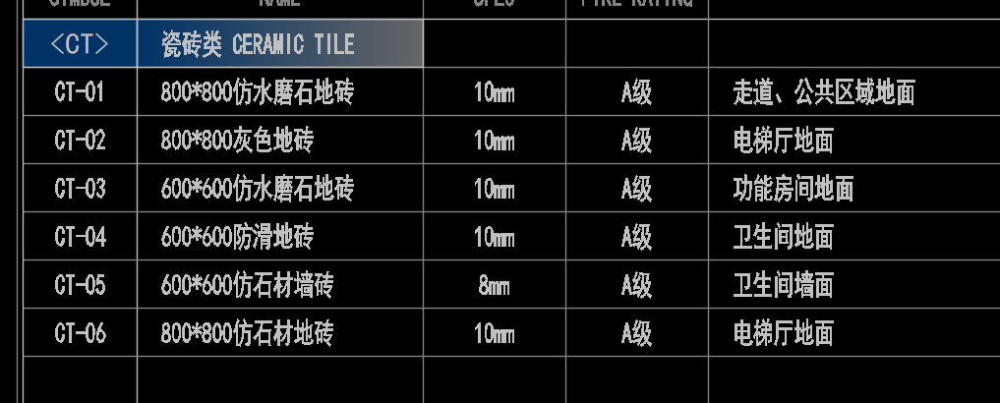 SYMBOL NAME SPEC FIRE RATING
<CT> 瓷砖类 CERAMIC TILE
CT-01 800*800仿水磨石地砖 10mm A级 走道、公共区域地面
CT-02 800*800灰色地砖 10mm A级 电梯厅地面
CT-03 600*600仿水磨石地砖 10mm A级 功能房间地面
CT-04 600*600防滑地砖 10mm A级 卫生间地面
CT-05 600*600仿石材墙砖 8mm A级 卫生间墙面
CT-06 800*800仿石材地砖 10mm A级 电梯厅地面